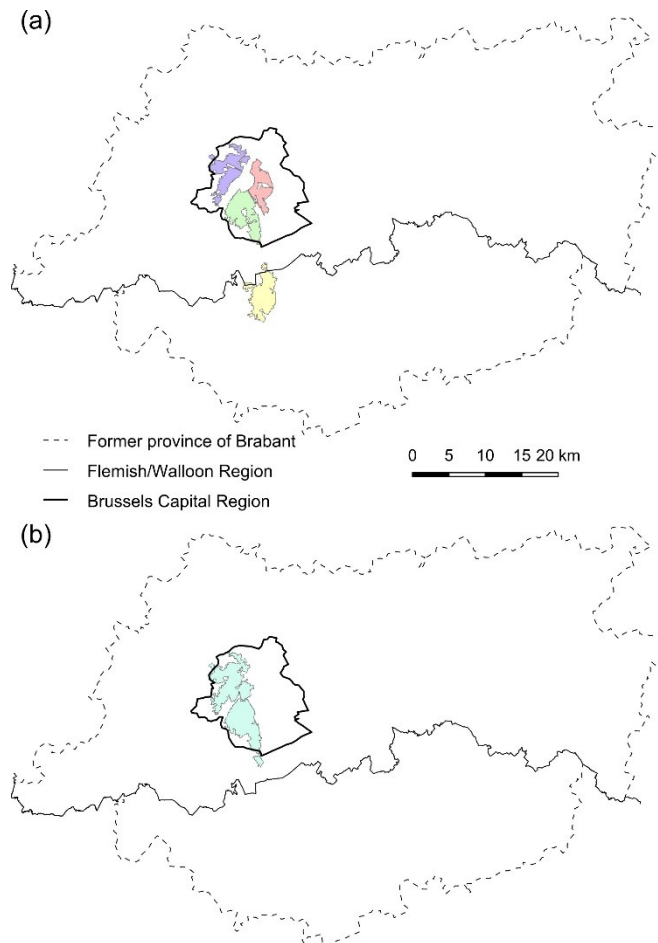 (a)
Former province of Brabant
Flemish/Walloon Region
Brussels Capital Region
0 5 10 15 20 km
(b)